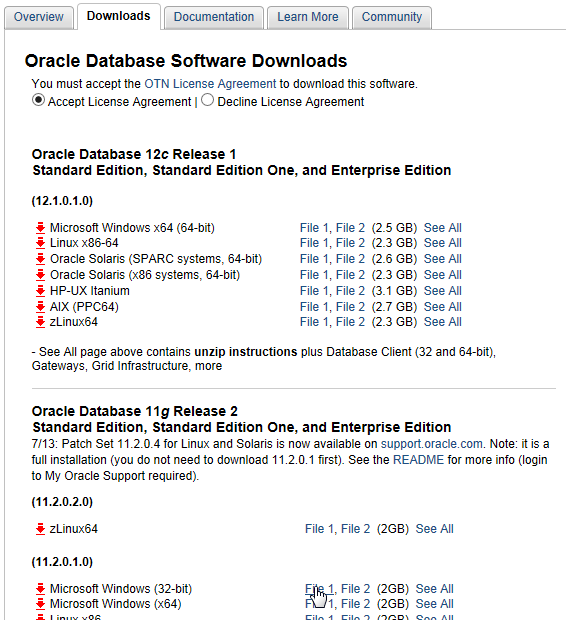 Overview Downloads Documentation Learn More Community
Oracle Database Software Downloads
You must accept the OTN License Agreement to download this software.
Accept License Agreement | Decline License Agreement
Oracle Database 12c Release 1
Standard Edition, Standard Edition One, and Enterprise Edition
(12.1.0.1.0)
Microsoft Windows x64 (64-bit) File 1, File 2 (2.5 GB) See All
Linux x86-64 File 1, File 2 (2.3 GB) See All
Oracle Solaris (SPARC systems, 64-bit) File 1, File 2 (2.6 GB) See All
Oracle Solaris (x86 systems, 64-bit) File 1, File 2 (2.3 GB) See All
HP-UX Itanium File 1, File 2 (3.1 GB) See All
AIX (PPC64) File 1, File 2 (2.7 GB) See All
zLinux64 File 1, File 2 (2.3 GB) See All
- See All page above contains unzip instructions plus Database Client (32 and 64-bit),
Gateways, Grid Infrastructure, more
Oracle Database 11g Release 2
Standard Edition, Standard Edition One, and Enterprise Edition
7/13: Patch Set 11.2.0.4 for Linux and Solaris is now available on support.oracle.com. Note: it is a
full installation (you do not need to download 11.2.0.1 first). See the README for more info (login
to My Oracle Support required).
(11.2.0.2.0)
zLinux64 File 1, File 2 (2GB) See All
(11.2.0.1.0)
Microsoft Windows (32-bit) File 1, File 2 (2GB) See All
Microsoft Windows (x64) File 1, File 2 (2GB) See All
Linux x86 File 1, File 2 (2GB) See All